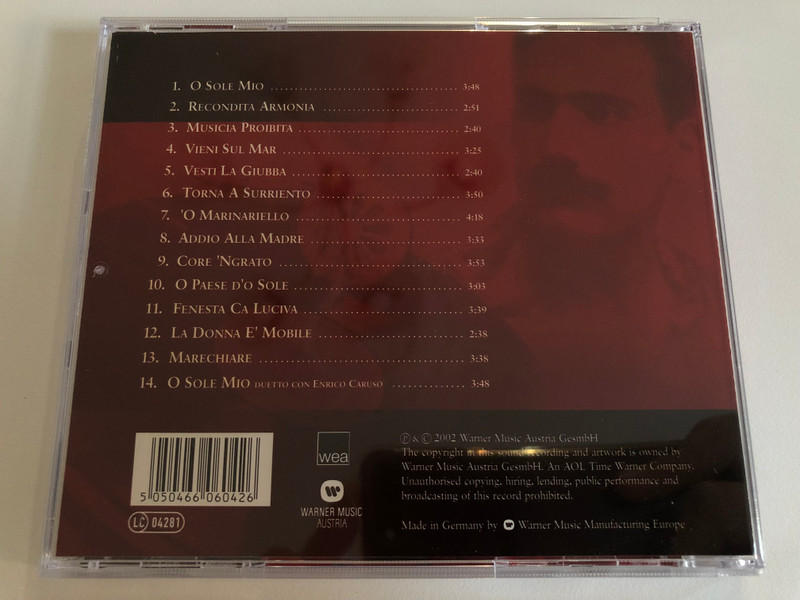 1. O Sole Mio 3:48
2. Recondita Armonia 2:51
3. Musicia Proibita 2:40
4. Vieni Sul Mar 3:25
5. Vesti La Giubba 2:40
6. Torna A Surriento 3:50
7. 'O Marinariello 4:18
8. Addio Alla Madre 3:33
9. Core 'Ngrato 3:53
10. O Paese d'o Sole 3:03
11. Fenesta Ca Luciva 3:39
12. La Donna E' Mobile 2:38
13. Marechiare 3:38
14. O Sole Mio duetto con Enrico Caruso 3:48
5 050466 060426
LC 04281
wea
WARNER MUSIC
AUSTRIA
℗ & © 2002 Warner Music Austria GesmbH
The copyright in this sound recording and artwork is owned by
Warner Music Austria GesmbH. An AOL Time Warner Company.
Unauthorised copying, hiring, lending, public performance and
broadcasting of this record prohibited.
Made in Germany by Warner Music Manufacturing Europe